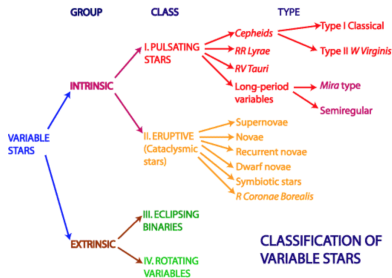 GROUP CLASS TYPE
Cepheids
Type I Classical
Type II W Virginis
I. PULSATING
STARS
RR Lyrae
RV Tauri
Long-period
variables
Mira type
Semiregular
INTRINSIC
VARIABLE
STARS
II. ERUPTIVE
(Cataclysmic
stars)
Supernovae
Novae
Recurrent novae
Dwarf novae
Symbiotic stars
R Coronae Borealis
EXTRINSIC
III. ECLIPSING
BINARIES
IV. ROTATING
VARIABLES
CLASSIFICATION OF
VARIABLE STARS